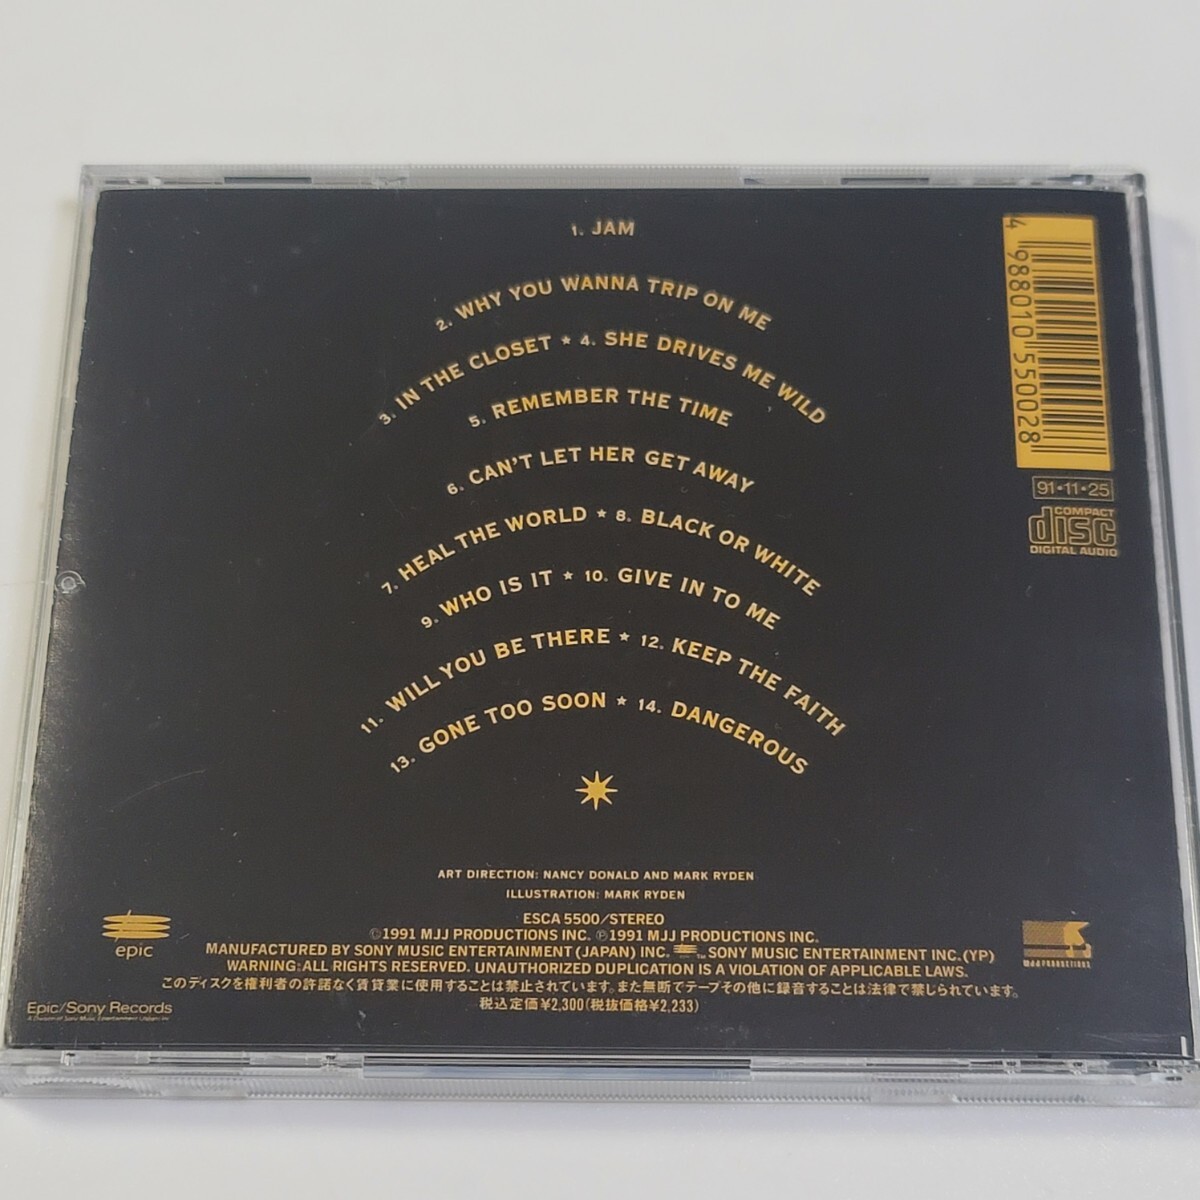 1. JAM
2. WHY YOU WANNA TRIP ON ME
3. IN THE CLOSET ★ 4. SHE DRIVES ME WILD
5. REMEMBER THE TIME
6. CAN'T LET HER GET AWAY
7. HEAL THE WORLD ★ 8. BLACK OR WHITE
9. WHO IS IT ★ 10. GIVE IN TO ME
11. WILL YOU BE THERE ★ 12. KEEP THE FAITH
13. GONE TOO SOON ★ 14. DANGEROUS
4 988010 550028
91・11・25
COMPACT
disc
DIGITAL AUDIO
ART DIRECTION: NANCY DONALD AND MARK RYDEN
ILLUSTRATION: MARK RYDEN
ESCA 5500/STEREO
©1991 MJJ PRODUCTIONS INC. ℗1991 MJJ PRODUCTIONS INC.
MANUFACTURED BY SONY MUSIC ENTERTAINMENT (JAPAN) INC. ™ SONY MUSIC ENTERTAINMENT INC. (YP)
WARNING: ALL RIGHTS RESERVED. UNAUTHORIZED DUPLICATION IS A VIOLATION OF APPLICABLE LAWS.
このディスクを権利者の許諾なく賃貸業に使用することは禁止されています。また無断でテープその他に録音することは法律で禁じられています。
税込定価¥2,300(税抜価格¥2,233)
epic
Epic/Sony Records
A Division of Sony Music Entertainment (Japan) Inc.
MJJ PRODUCTIONS